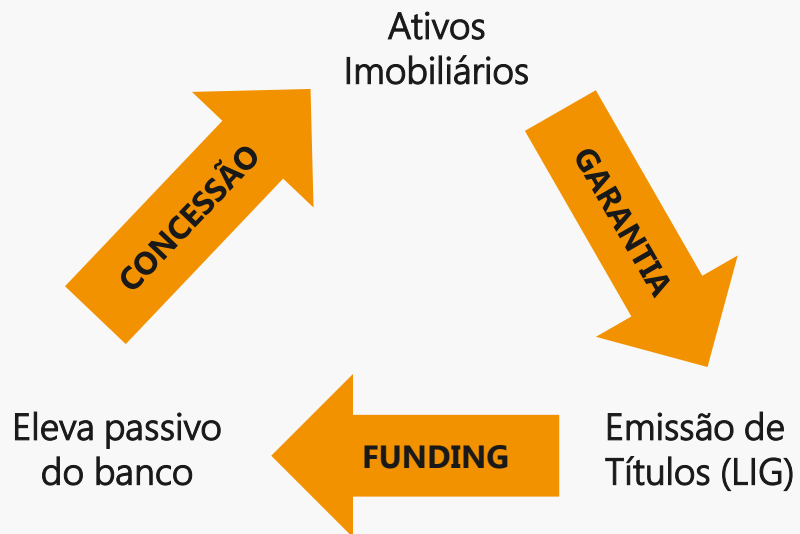 Ativos
Imobiliários
CONCESSÃO
GARANTIA
Eleva passivo
do banco
FUNDING
Emissão de
Títulos (LIG)